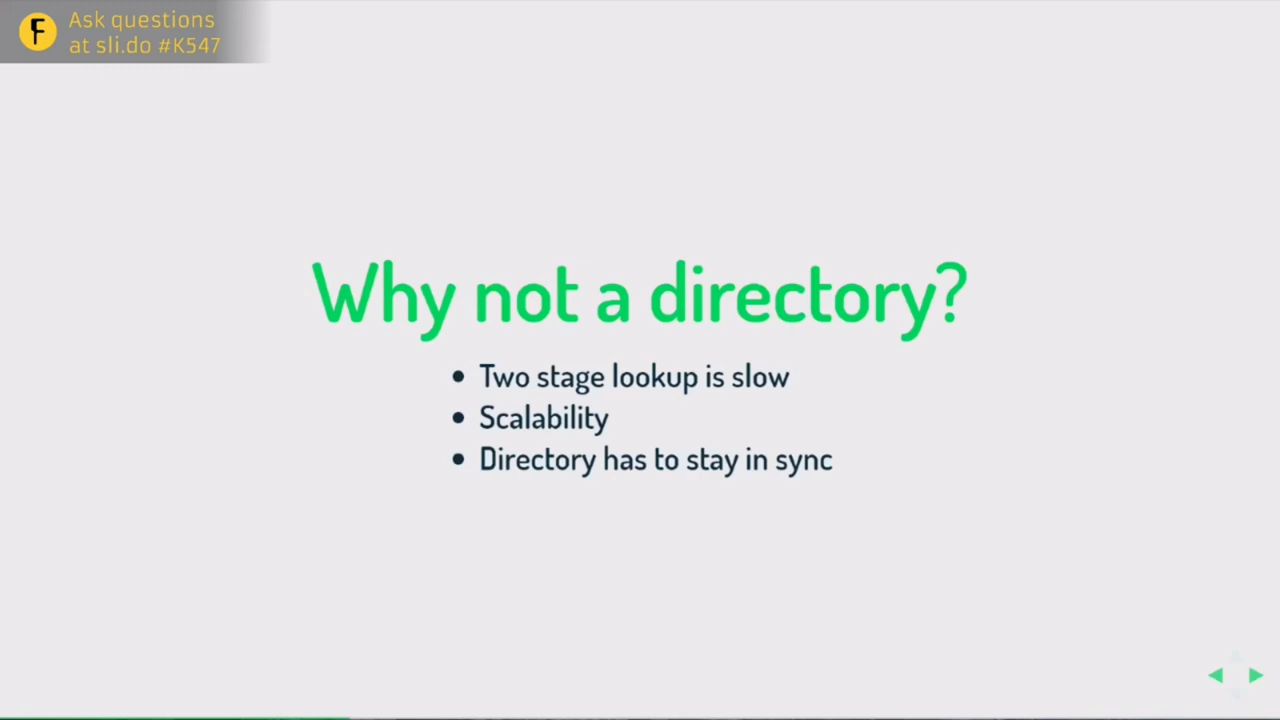 F
Ask questions
at sli.do #K547
Why not a directory?
• Two stage lookup is slow
• Scalability
• Directory has to stay in sync